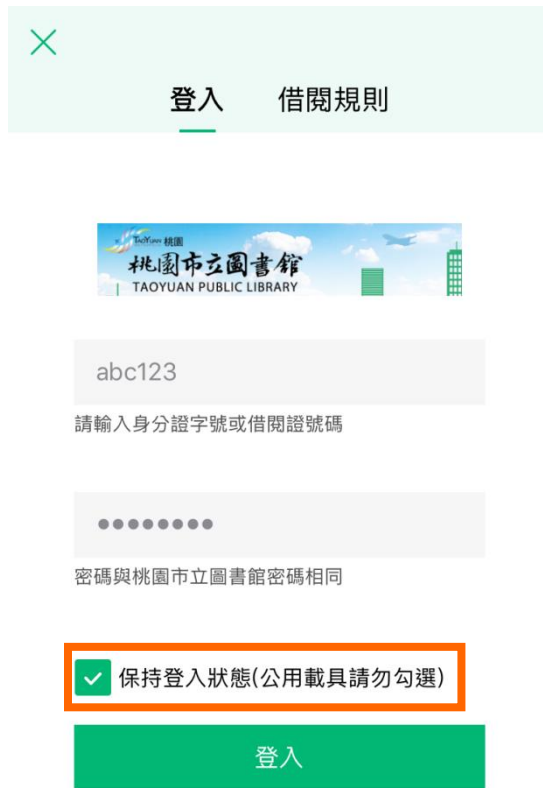 登入 借閱規則
TaoYuan 桃園
桃園市立圖書館
TAOYUAN PUBLIC LIBRARY
abc123
請輸入身分證字號或借閱證號碼
●●●●●●●●
密碼與桃園市立圖書館密碼相同
保持登入狀態(公用載具請勿勾選)
登入